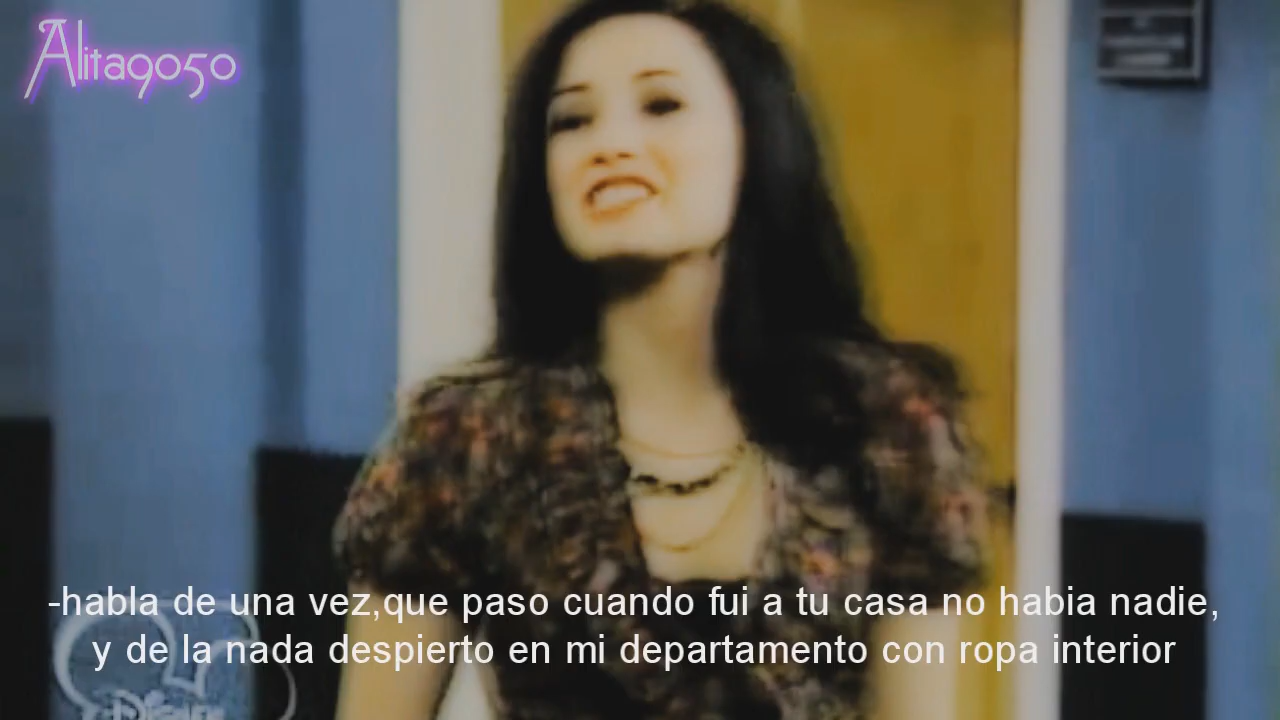 Alita9050
-habla de una vez,que paso cuando fui a tu casa no habia nadie,
y de la nada despierto en mi departamento con ropa interior
Disney